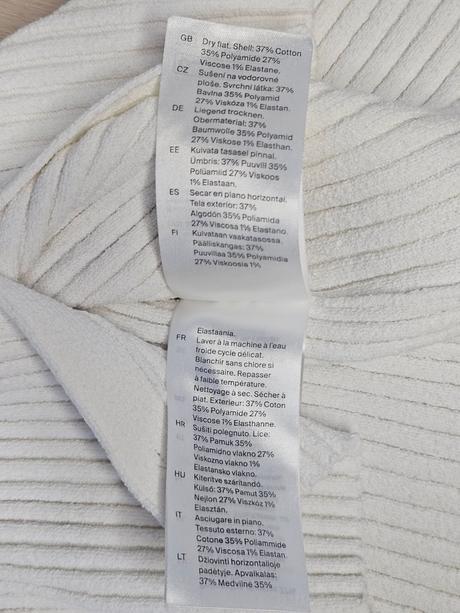 GB Dry flat. Shell: 37% Cotton
35% Polyamide 27%
Viscose 1% Elastane.
CZ Sušení na vodorovné
ploše. Svrchní látka: 37%
Bavlna 35% Polyamid
27% Viskóza 1% Elastan.
DE Liegend trocknen.
Obermaterial: 37%
Baumwolle 35% Polyamid
27% Viskose 1% Elasthan.
EE Kuivata tasasel pinnal.
Ümbris: 37% Puuvill 35%
Polüamiid 27% Viskoos
1% Elastaan.
ES Secar en plano horizontal.
Tela exterior: 37%
Algodón 35% Poliamida
27% Viscosa 1% Elastano.
FI Kuivataan vaakatasossa.
Päälliskangas: 37%
Puuvillaa 35% Polyamidia
27% Viskoosia 1%
Elastaania.
FR Laver à la machine à l'eau
froide cycle délicat.
Blanchir sans chlore si
nécessaire. Repasser
à faible température.
Nettoyage à sec. Sécher à
plat. Exterieur: 37% Coton
35% Polyamide 27%
Viscose 1% Elasthanne.
HR Sušiti polegnuto. Lice:
37% Pamuk 35%
Poliamidno vlakno 27%
Viskozno vlakno 1%
Elastansko vlakno.
HU Kiterítve szárítandó.
Külső: 37% Pamut 35%
Nejlon 27% Viszkóz 1%
Elasztán.
IT Asciugare in piano.
Tessuto esterno: 37%
Cotone 35% Poliammide
27% Viscosa 1% Elastan.
LT Džiovinti horizontalioje
padėtyje. Apvalkalas:
37% Medvilnė 35%